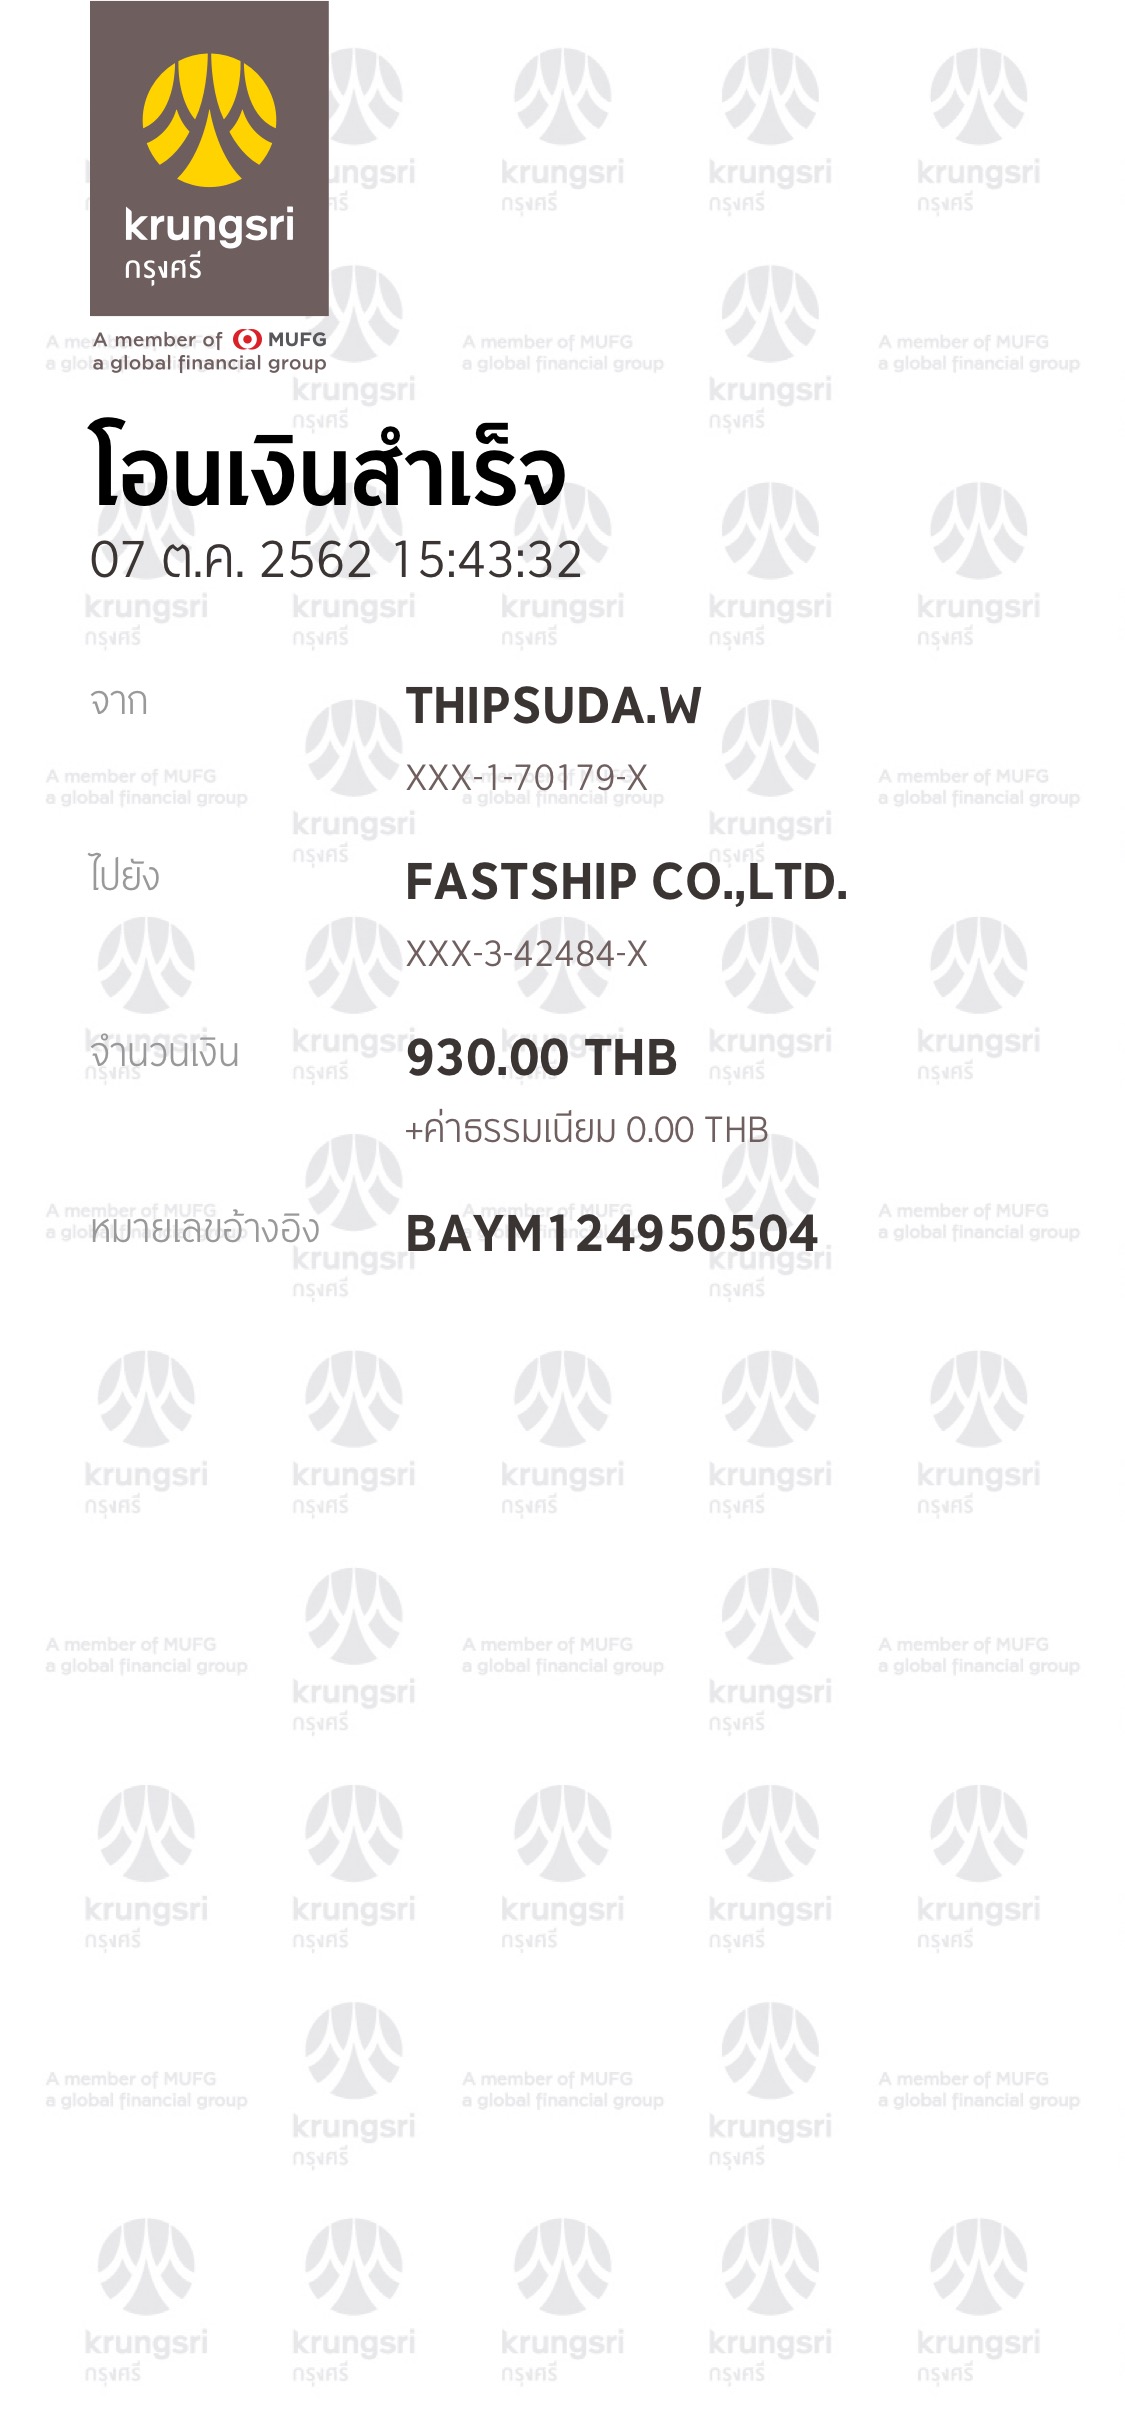 krungsri
กรุงศรี
A member of MUFG
a global financial group
โอนเงินสำเร็จ
07 ต.ค. 2562 15:43:32
จาก THIPSUDA.W
XXX-1-70179-X
ไปยัง FASTSHIP CO.,LTD.
XXX-3-42484-X
จำนวนเงิน 930.00 THB
+ค่าธรรมเนียม 0.00 THB
หมายเลขอ้างอิง BAYM124950504